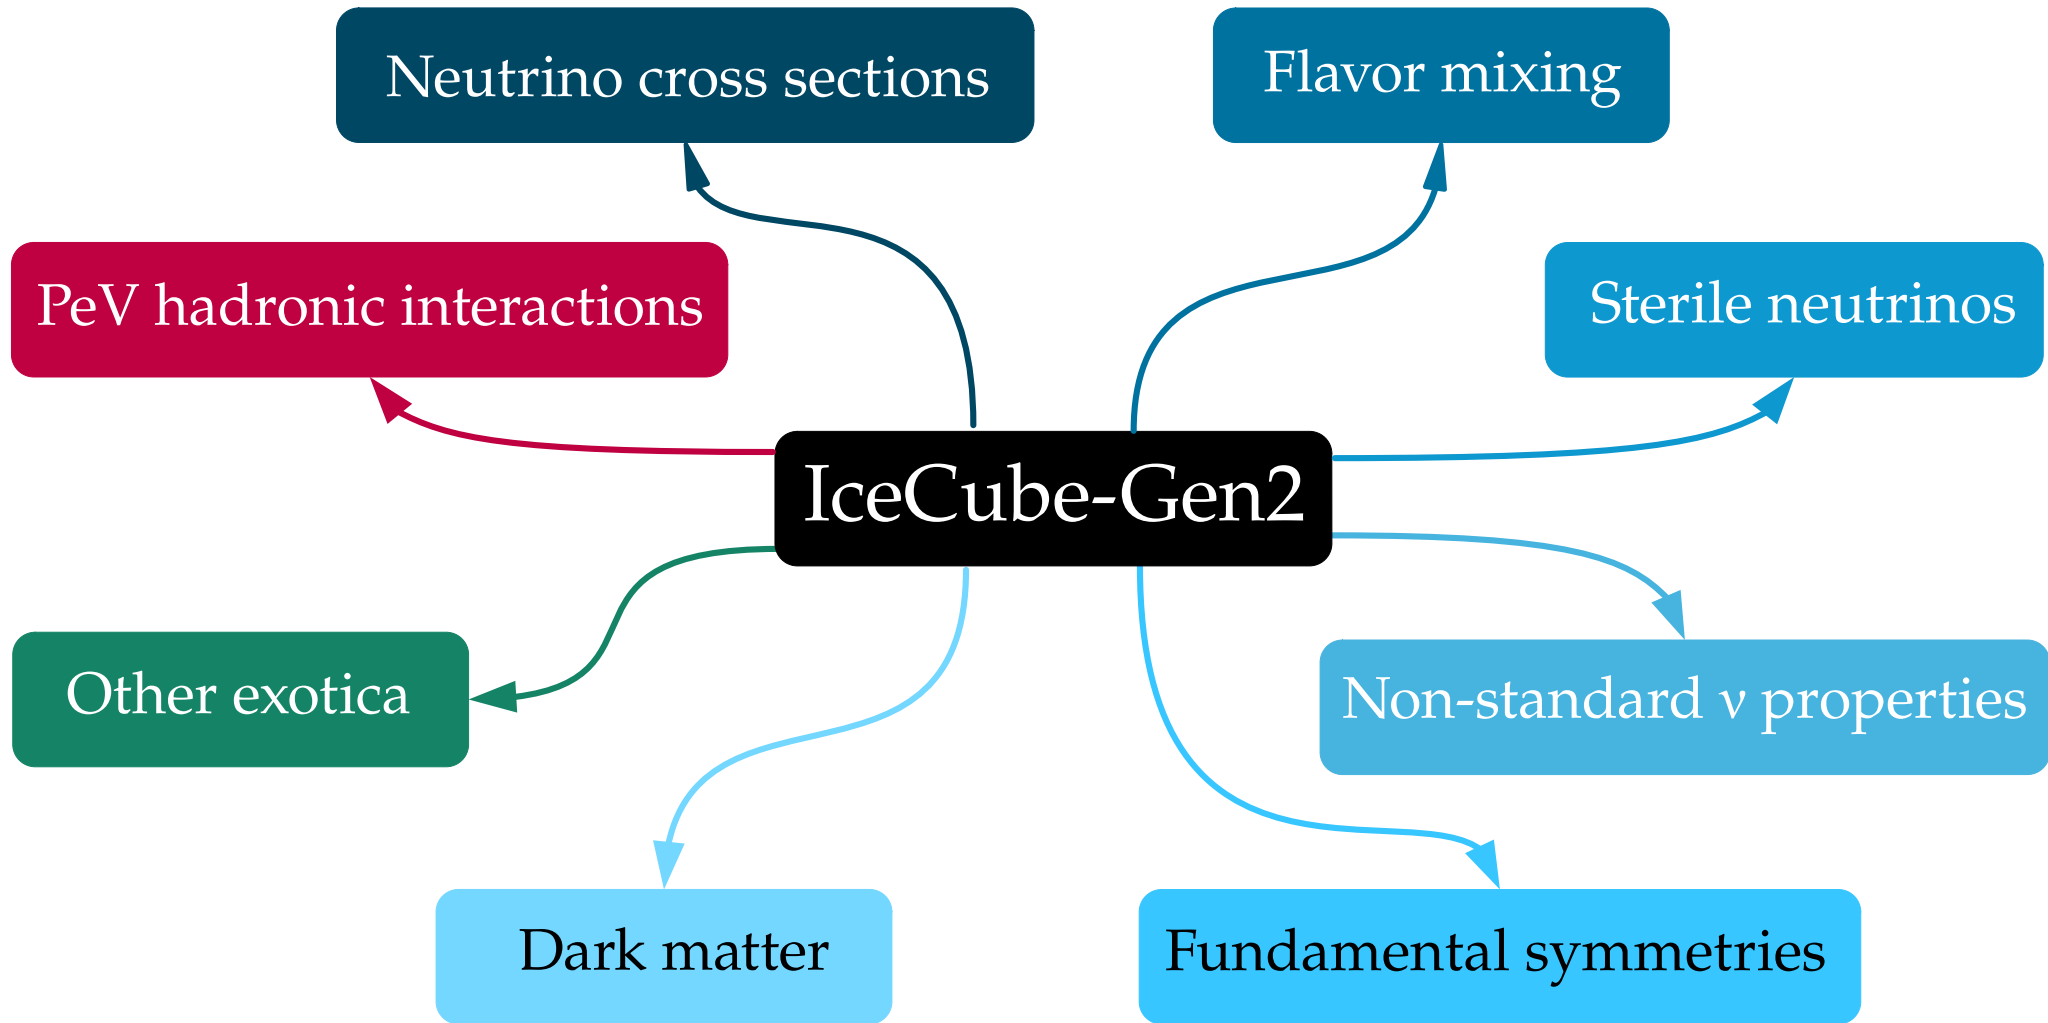 Neutrino cross sections
Flavor mixing
PeV hadronic interactions
Sterile neutrinos
IceCube-Gen2
Other exotica
Non-standard ν properties
Dark matter
Fundamental symmetries